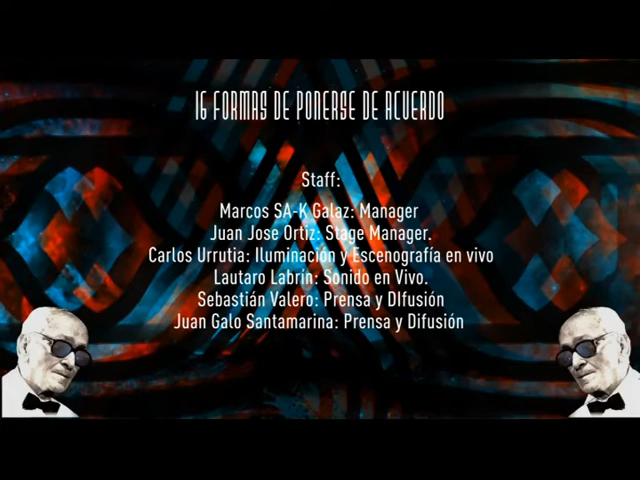 16 FORMAS DE PONERSE DE ACUERDO
Staff:
Marcos SA-K Galaz: Manager
Juan Jose Ortiz: Stage Manager.
Carlos Urrutia: Iluminación y Escenografía en vivo
Lautaro Labrín: Sonido en Vivo.
Sebastián Valero: Prensa y DIfusión
Juan Galo Santamarina: Prensa y Difusión